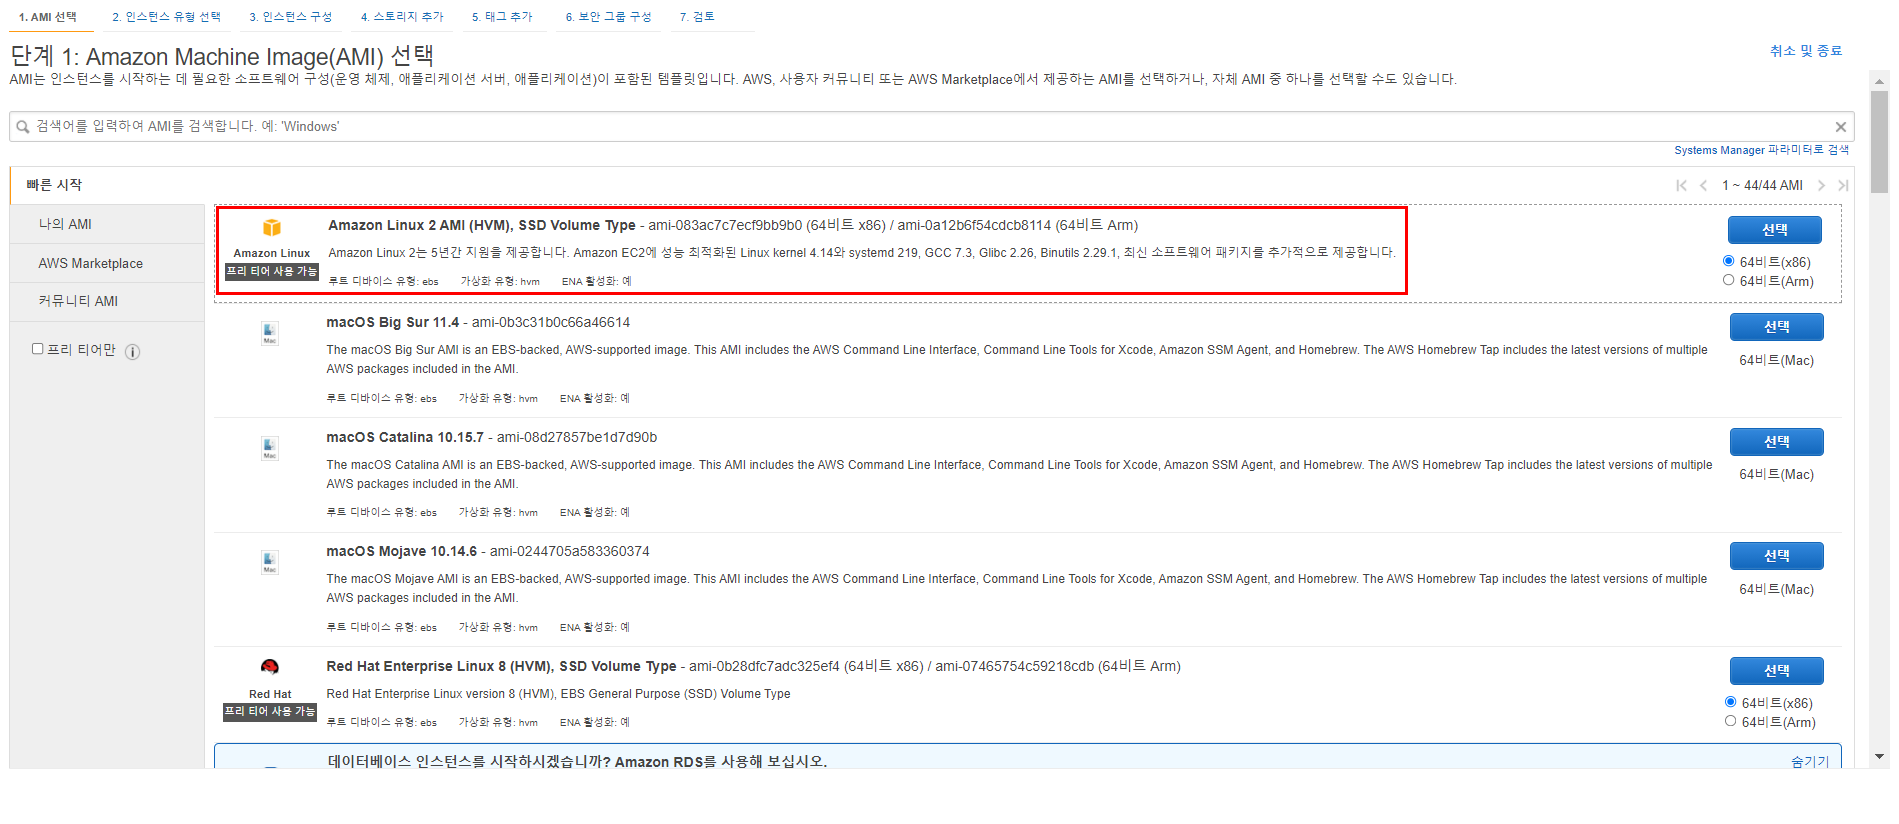 1. AMI 선택 2. 인스턴스 유형 선택 3. 인스턴스 구성 4. 스토리지 추가 5. 태그 추가 6. 보안 그룹 구성 7. 검토
단계 1: Amazon Machine Image(AMI) 선택
취소 및 종료
AMI는 인스턴스를 시작하는 데 필요한 소프트웨어 구성(운영 체제, 애플리케이션 서버, 애플리케이션)이 포함된 템플릿입니다. AWS, 사용자 커뮤니티 또는 AWS Marketplace에서 제공하는 AMI를 선택하거나, 자체 AMI 중 하나를 선택할 수도 있습니다.
검색어를 입력하여 AMI를 검색합니다. 예: 'Windows'
Systems Manager 파라미터로 검색
빠른 시작
1 ~ 44/44 AMI
나의 AMI
AWS Marketplace
커뮤니티 AMI
프리 티어만
Amazon Linux
프리 티어 사용 가능
Amazon Linux 2 AMI (HVM), SSD Volume Type - ami-083ac7c7ecf9bb9b0 (64비트 x86) / ami-0a12b6f54cdcb8114 (64비트 Arm)
Amazon Linux 2는 5년간 지원을 제공합니다. Amazon EC2에 성능 최적화된 Linux kernel 4.14와 systemd 219, GCC 7.3, Glibc 2.26, Binutils 2.29.1, 최신 소프트웨어 패키지를 추가적으로 제공합니다.
루트 디바이스 유형: ebs 가상화 유형: hvm ENA 활성화: 예
선택
64비트(x86)
64비트(Arm)
Mac
macOS Big Sur 11.4 - ami-0b3c31b0c66a46614
The macOS Big Sur AMI is an EBS-backed, AWS-supported image. This AMI includes the AWS Command Line Interface, Command Line Tools for Xcode, Amazon SSM Agent, and Homebrew. The AWS Homebrew Tap includes the latest versions of multiple
AWS packages included in the AMI.
루트 디바이스 유형: ebs 가상화 유형: hvm ENA 활성화: 예
선택
64비트(Mac)
Mac
macOS Catalina 10.15.7 - ami-08d27857be1d7d90b
The macOS Catalina AMI is an EBS-backed, AWS-supported image. This AMI includes the AWS Command Line Interface, Command Line Tools for Xcode, Amazon SSM Agent, and Homebrew. The AWS Homebrew Tap includes the latest versions of multiple
AWS packages included in the AMI.
루트 디바이스 유형: ebs 가상화 유형: hvm ENA 활성화: 예
선택
64비트(Mac)
Mac
macOS Mojave 10.14.6 - ami-0244705a583360374
The macOS Mojave AMI is an EBS-backed, AWS-supported image. This AMI includes the AWS Command Line Interface, Command Line Tools for Xcode, Amazon SSM Agent, and Homebrew. The AWS Homebrew Tap includes the latest versions of multiple
AWS packages included in the AMI.
루트 디바이스 유형: ebs 가상화 유형: hvm ENA 활성화: 예
선택
64비트(Mac)
Red Hat
프리 티어 사용 가능
Red Hat Enterprise Linux 8 (HVM), SSD Volume Type - ami-0b28dfc7adc325ef4 (64비트 x86) / ami-07465754c59218cdb (64비트 Arm)
Red Hat Enterprise Linux version 8 (HVM), EBS General Purpose (SSD) Volume Type
루트 디바이스 유형: ebs 가상화 유형: hvm ENA 활성화: 예
선택
64비트(x86)
64비트(Arm)
데이터베이스 인스턴스를 시작하시겠습니까? Amazon RDS를 사용해 보십시오.
숨기기